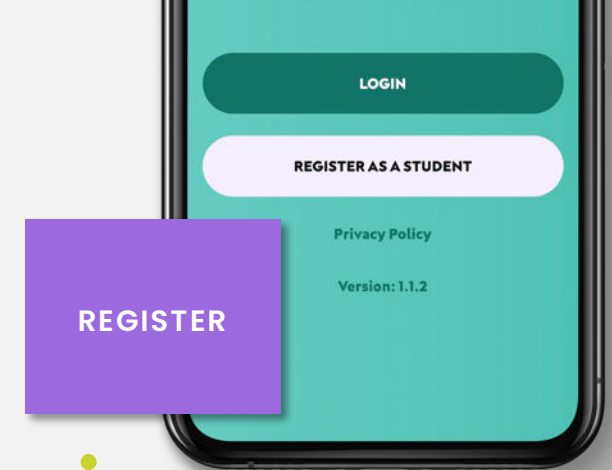 LOGIN
REGISTER AS A STUDENT
Privacy Policy
Version: 1.1.2
REGISTER